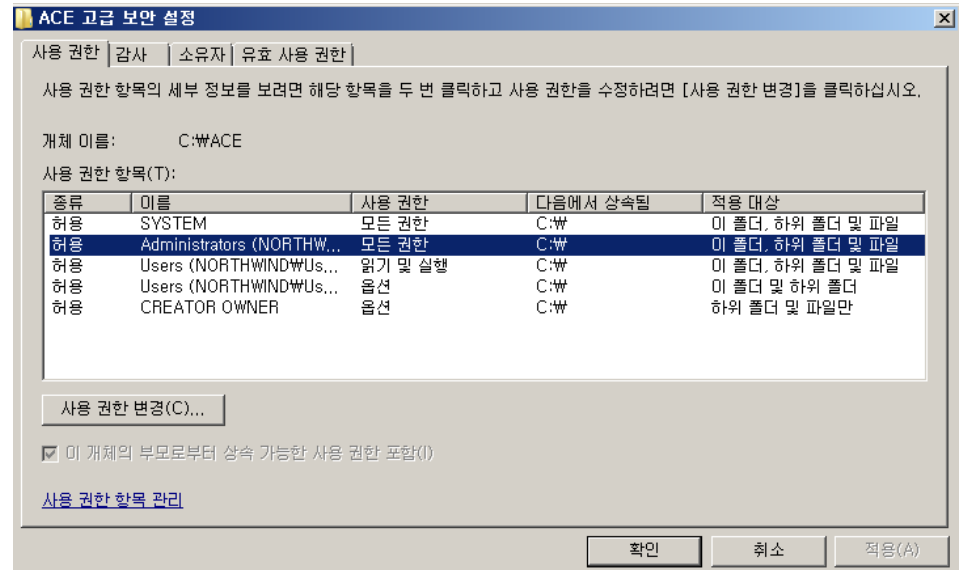 ACE 고급 보안 설정
사용 권한 감사 소유자 유효 사용 권한
사용 권한 항목의 세부 정보를 보려면 해당 항목을 두 번 클릭하고 사용 권한을 수정하려면 [사용 권한 변경]을 클릭하십시오.
개체 이름: C:₩ACE
사용 권한 항목(T):
종류 이름 사용 권한 다음에서 상속됨 적용 대상
허용 SYSTEM 모든 권한 C:₩ 이 폴더, 하위 폴더 및 파일
허용 Administrators (NORTHW... 모든 권한 C:₩ 이 폴더, 하위 폴더 및 파일
허용 Users (NORTHWIND₩Us... 읽기 및 실행 C:₩ 이 폴더, 하위 폴더 및 파일
허용 Users (NORTHWIND₩Us... 옵션 C:₩ 이 폴더 및 하위 폴더
허용 CREATOR OWNER 옵션 C:₩ 하위 폴더 및 파일만
사용 권한 변경(C)...
이 개체의 부모로부터 상속 가능한 사용 권한 포함(I)
사용 권한 항목 관리
확인 취소 적용(A)